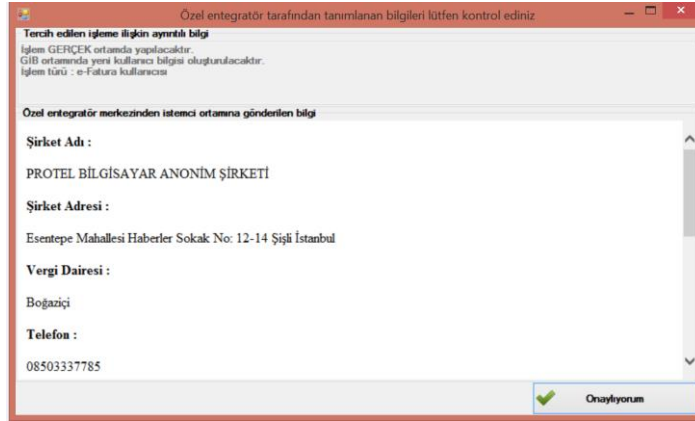 Özel entegratör tarafından tanımlanan bilgileri lütfen kontrol ediniz
Tercih edilen işleme ilişkin ayrıntılı bilgi
İşlem GERÇEK ortamda yapılacaktır.
GİB ortamında yeni kullanıcı bilgisi oluşturulacaktır.
İşlem türü : e-Fatura kullanıcısı
Özel entegratör merkezinden istemci ortamına gönderilen bilgi
Şirket Adı :
PROTEL BİLGİSAYAR ANONİM ŞİRKETİ
Şirket Adresi :
Esentepe Mahallesi Haberler Sokak No: 12-14 Şişli İstanbul
Vergi Dairesi :
Boğaziçi
Telefon :
08503337785
Onaylıyorum